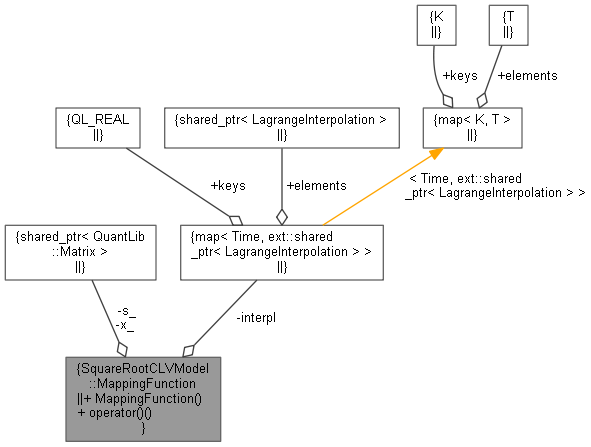 {K
||}
{T
||}
+keys
+elements
{QL_REAL
||}
{shared_ptr< LagrangeInterpolation >
||}
{map< K, T >
||}
+keys
+elements
< Time, ext::shared
_ptr< LagrangeInterpolation > >
{shared_ptr< QuantLib
::Matrix >
||}
{map< Time, ext::shared
_ptr< LagrangeInterpolation > >
||}
-s_
-x_
-interpl
{SquareRootCLVModel
::MappingFunction
||+ MappingFunction()
+ operator()()
}